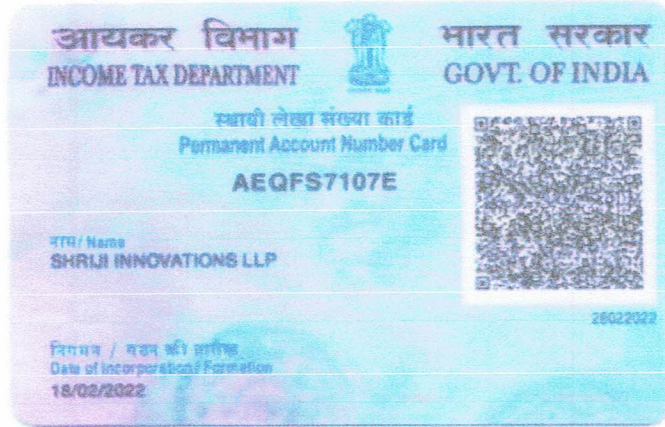 आयकर विभाग
INCOME TAX DEPARTMENT
भारत सरकार
GOVT. OF INDIA
स्थायी लेखा संख्या कार्ड
Permanent Account Number Card
AEQFS7107E
नाम / Name
SHRIJI INNOVATIONS LLP
28022022
निगमन / गठन की तारीख
Date of Incorporation / Formation
18/02/2022